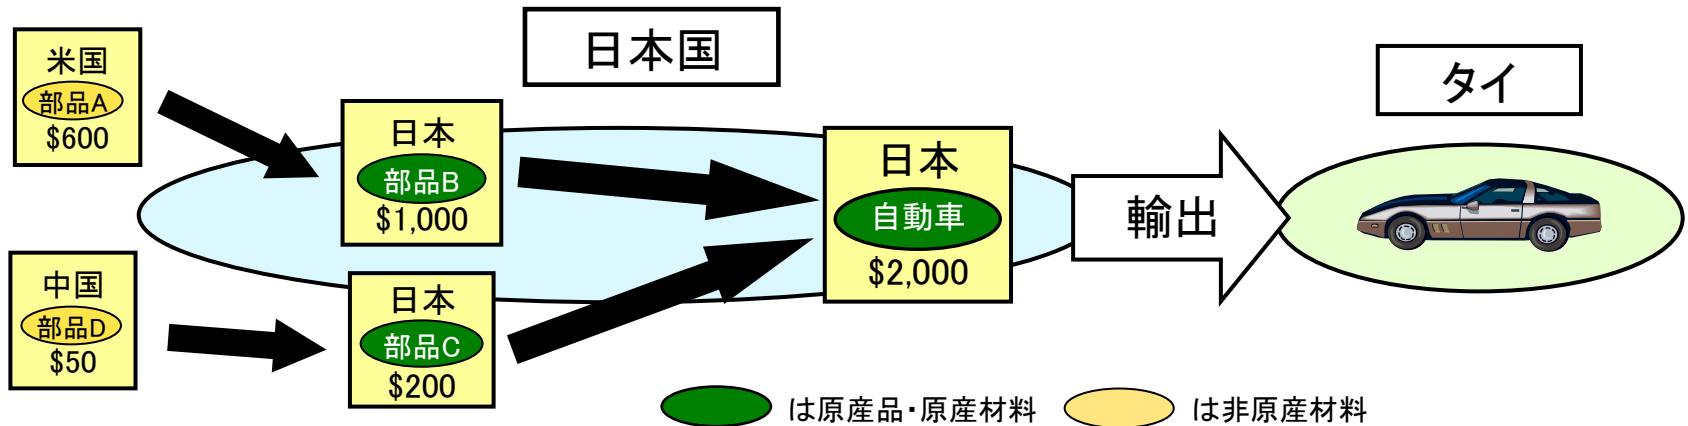 日本国
タイ
米国
部品A
$600
日本
部品B
$1,000
日本
自動車
$2,000
輸出
中国
部品D
$50
日本
部品C
$200
は原産品・原産材料
は非原産材料